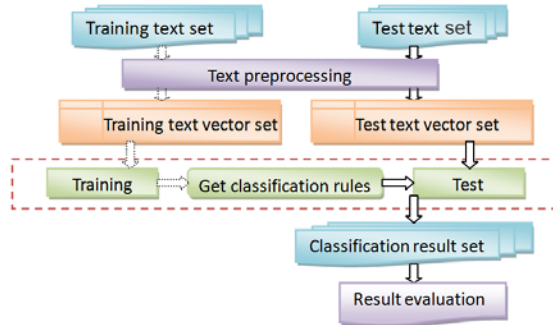 Training text set
Test text set
Text preprocessing
Training text vector set
Test text vector set
Training
Get classification rules
Test
Classification result set
Result evaluation